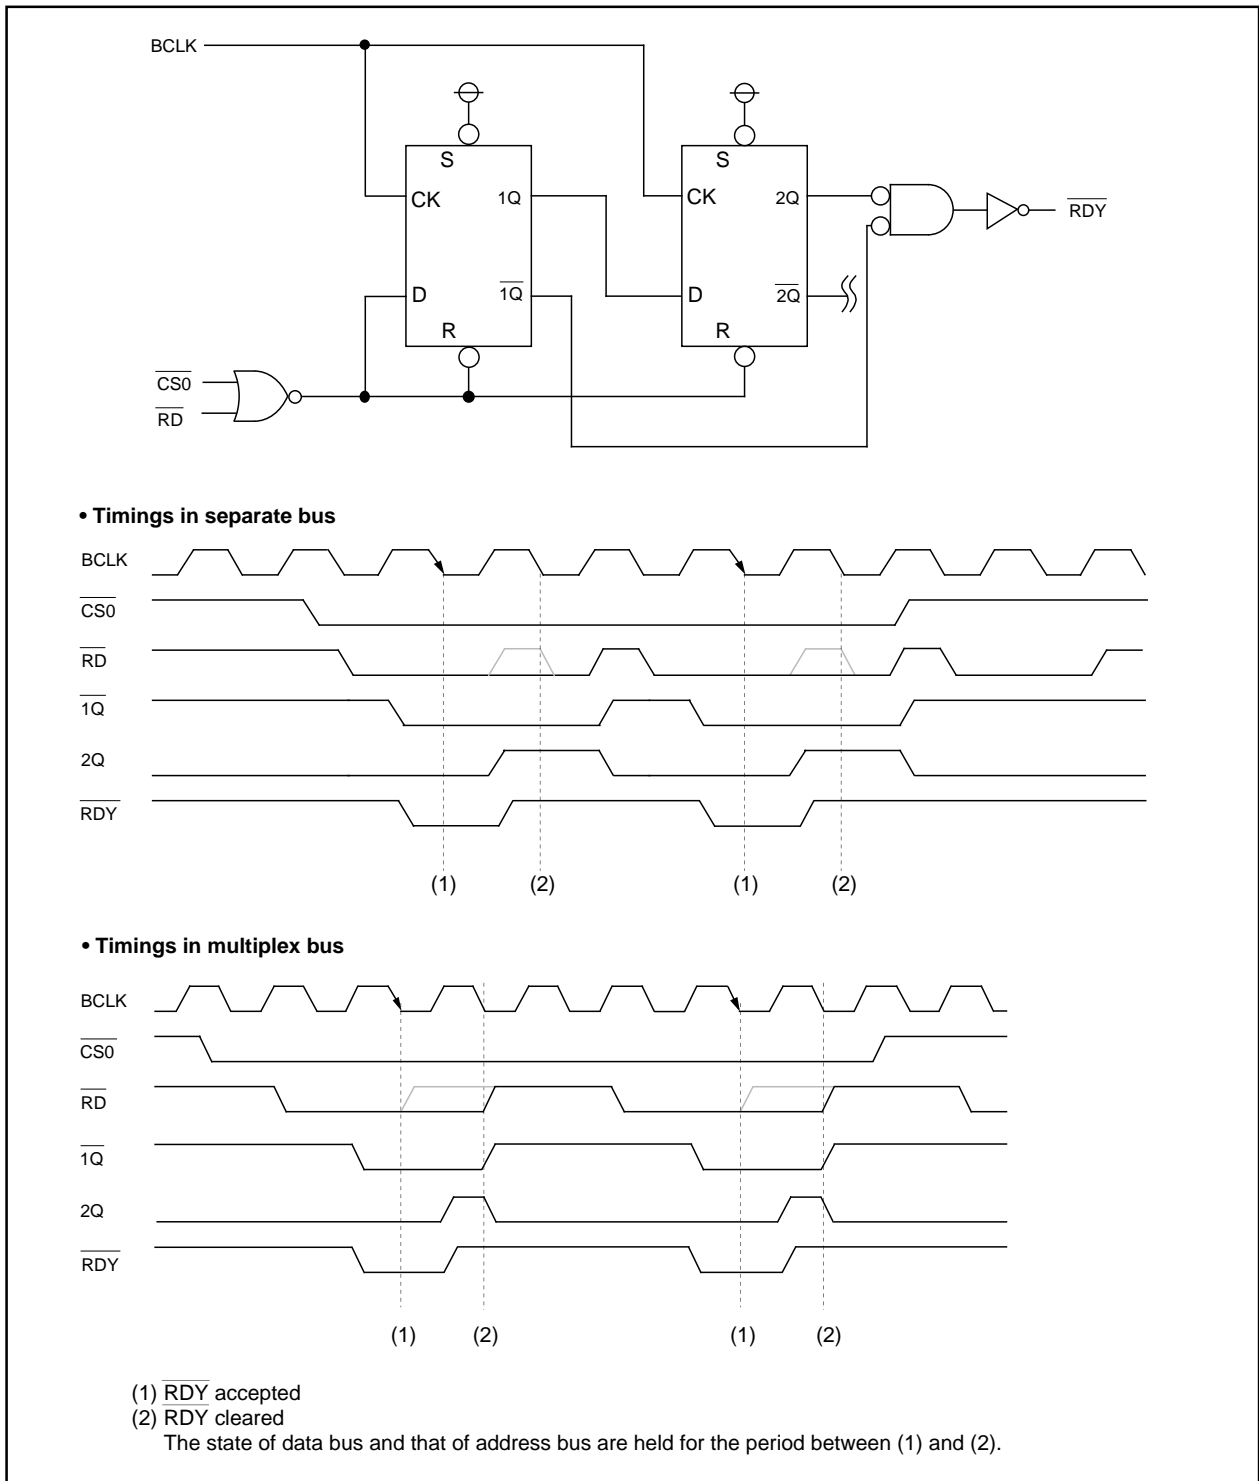 BCLK
S
CK
1Q
D
1Q
R
S
CK
2Q
D
2Q
R
RDY
CS0
RD
• Timings in separate bus
BCLK
CS0
RD
1Q
2Q
RDY
(1) (2) (1) (2)
• Timings in multiplex bus
BCLK
CS0
RD
1Q
2Q
RDY
(1) (2) (1) (2)
(1) RDY accepted
(2) RDY cleared
The state of data bus and that of address bus are held for the period between (1) and (2).